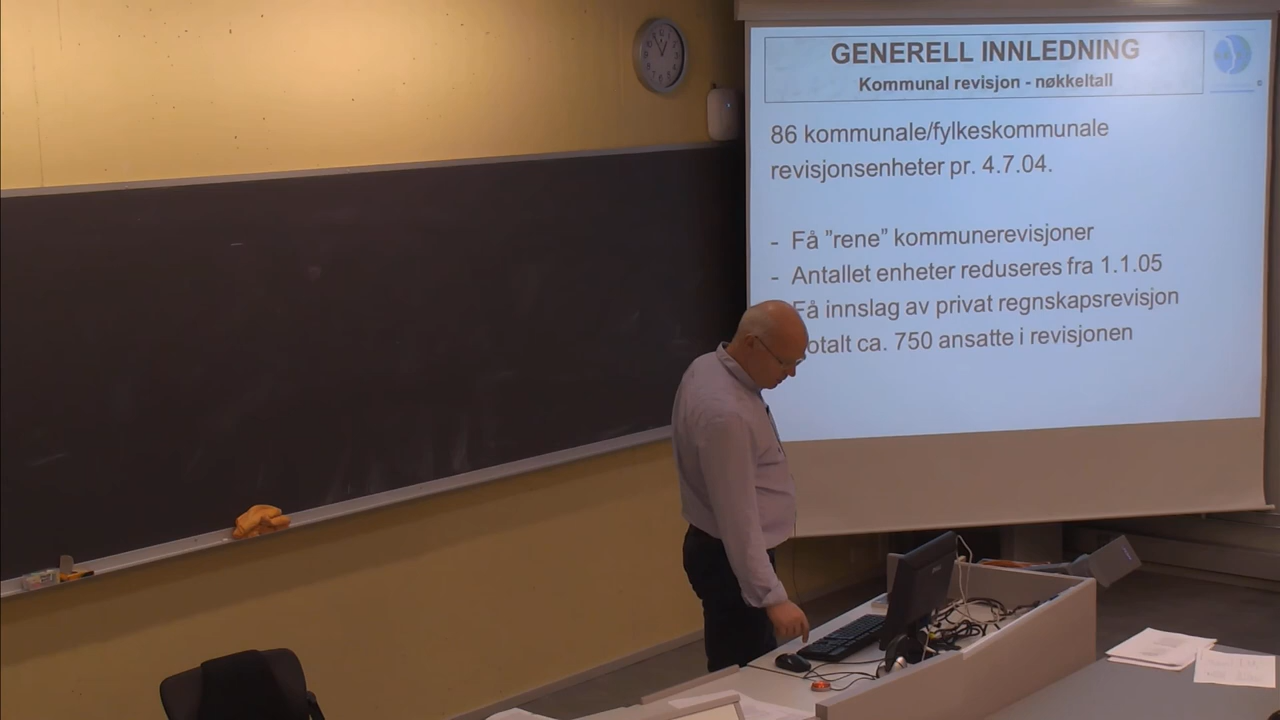 GENERELL INNLEDNING
Kommunal revisjon - nøkkeltall
86 kommunale/fylkeskommunale
revisjonsenheter pr. 4.7.04.
- Få ”rene” kommunerevisjoner
- Antallet enheter reduseres fra 1.1.05
Få innslag av privat regnskapsrevisjon
otalt ca. 750 ansatte i revisjonen